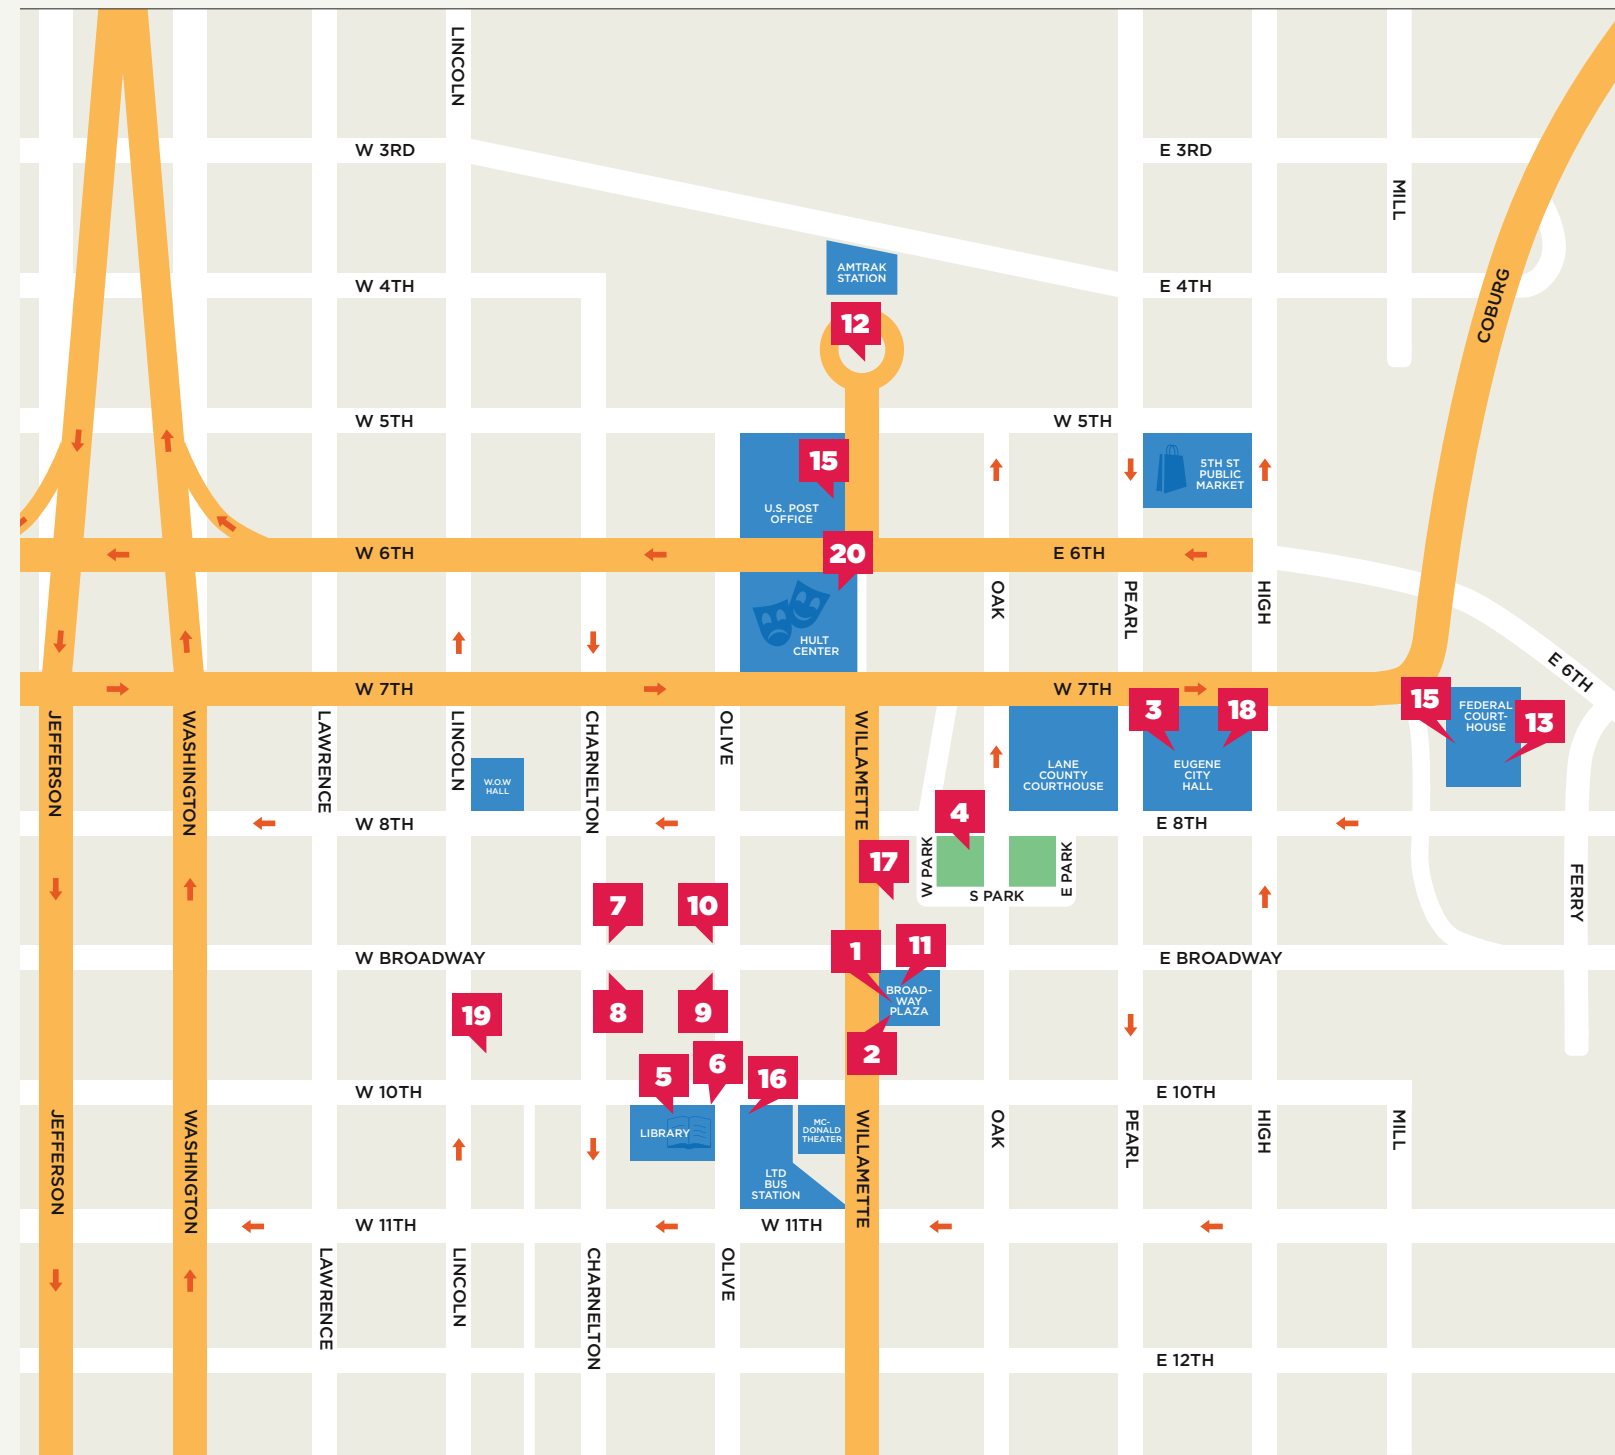 LINCOLN
W 3RD
E 3RD
MILL
AMTRAK
STATION
W 4TH
E 4TH
COBURG
12
W 5TH
W 5TH
15
U.S. POST
OFFICE
5TH ST
PUBLIC
MARKET
W 6TH
20
E 6TH
OAK
PEARL
HIGH
HULT
CENTER
E 6TH
W 7TH
W 7TH
JEFFERSON
WASHINGTON
LAWRENCE
LINCOLN
CHARNELTON
OLIVE
WILLAMETTE
3
18
15
FEDERAL
COURT-
HOUSE
13
W.O.W
HALL
LANE
COUNTY
COURTHOUSE
EUGENE
CITY
HALL
4
W 8TH
E 8TH
17
W PARK
E PARK
S PARK
FERRY
7
10
1
11
W BROADWAY
E BROADWAY
BROAD-
WAY
PLAZA
19
8
9
2
5
6
16
W 10TH
E 10TH
JEFFERSON
WASHINGTON
LIBRARY
MC-
DONALD
THEATER
LTD
BUS
STATION
WILLAMETTE
OAK
PEARL
HIGH
MILL
W 11TH
W 11TH
LAWRENCE
LINCOLN
CHARNELTON
OLIVE
E 12TH